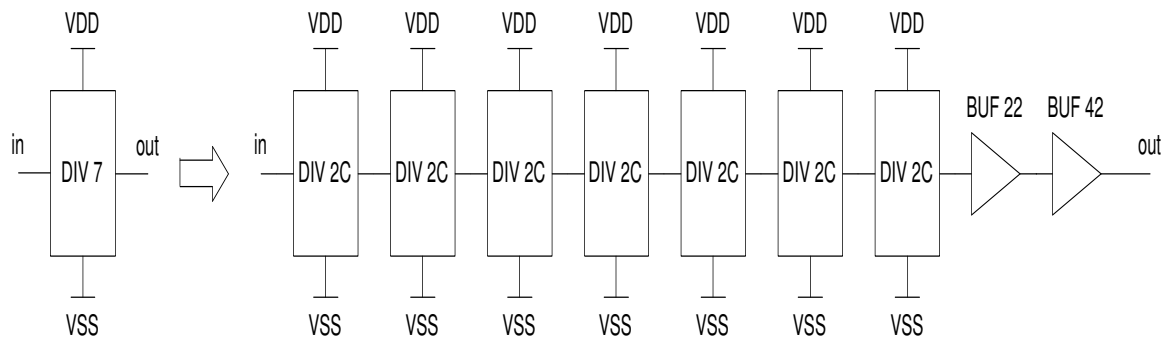 VDD VDD VDD VDD VDD VDD VDD VDD
BUF 22 BUF 42
in out in out
DIV 7 DIV 2C DIV 2C DIV 2C DIV 2C DIV 2C DIV 2C DIV 2C
VSS VSS VSS VSS VSS VSS VSS VSS